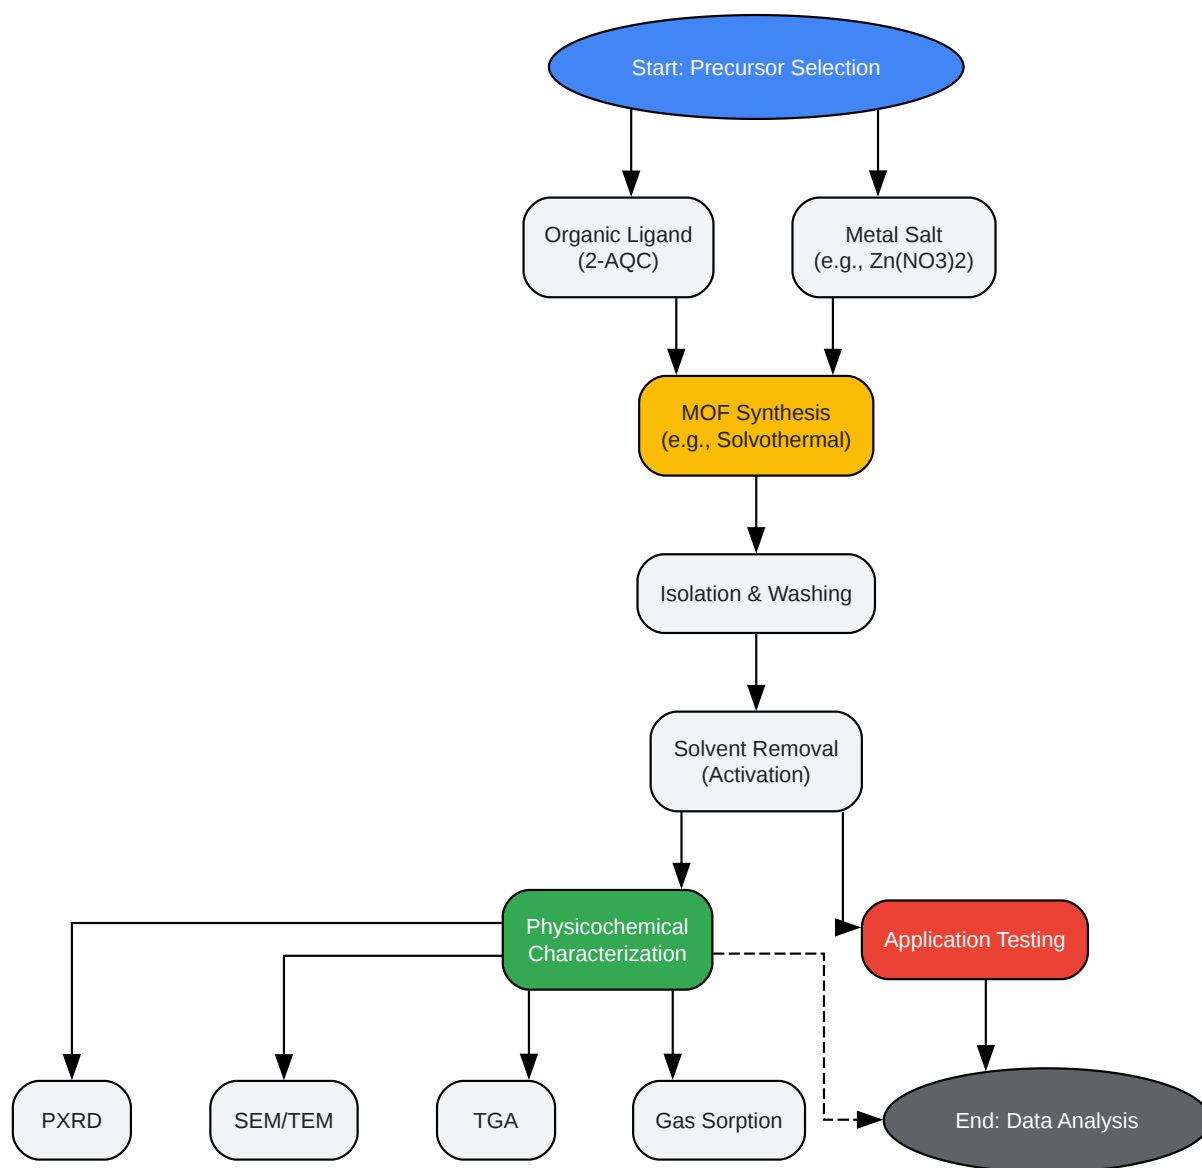 Start: Precursor Selection
Organic Ligand
(2-AQC)
Metal Salt
(e.g., Zn(NO3)2)
MOF Synthesis
(e.g., Solvothermal)
Isolation & Washing
Solvent Removal
(Activation)
Physicochemical
Characterization
Application Testing
PXRD
SEM/TEM
TGA
Gas Sorption
End: Data Analysis